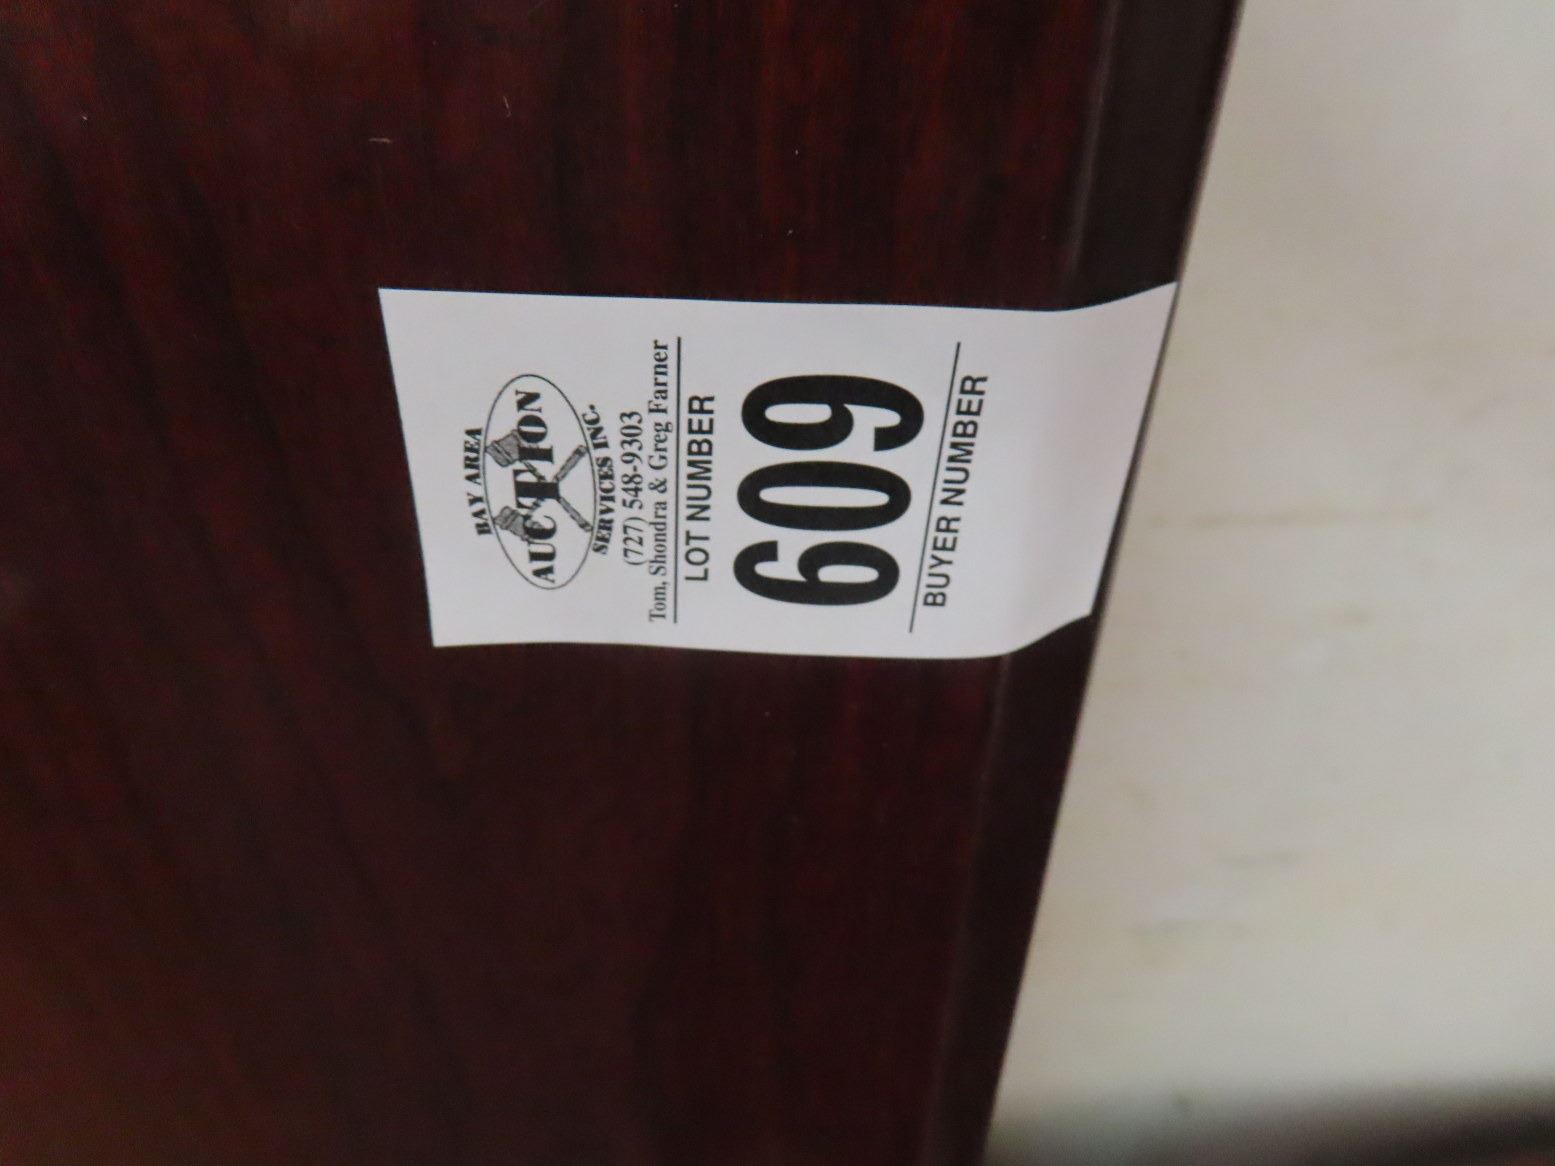 BAY AREA
AUCTION
SERVICES INC.
(727) 548-9303
Tom, Shondra & Greg Farner
LOT NUMBER
609
BUYER NUMBER